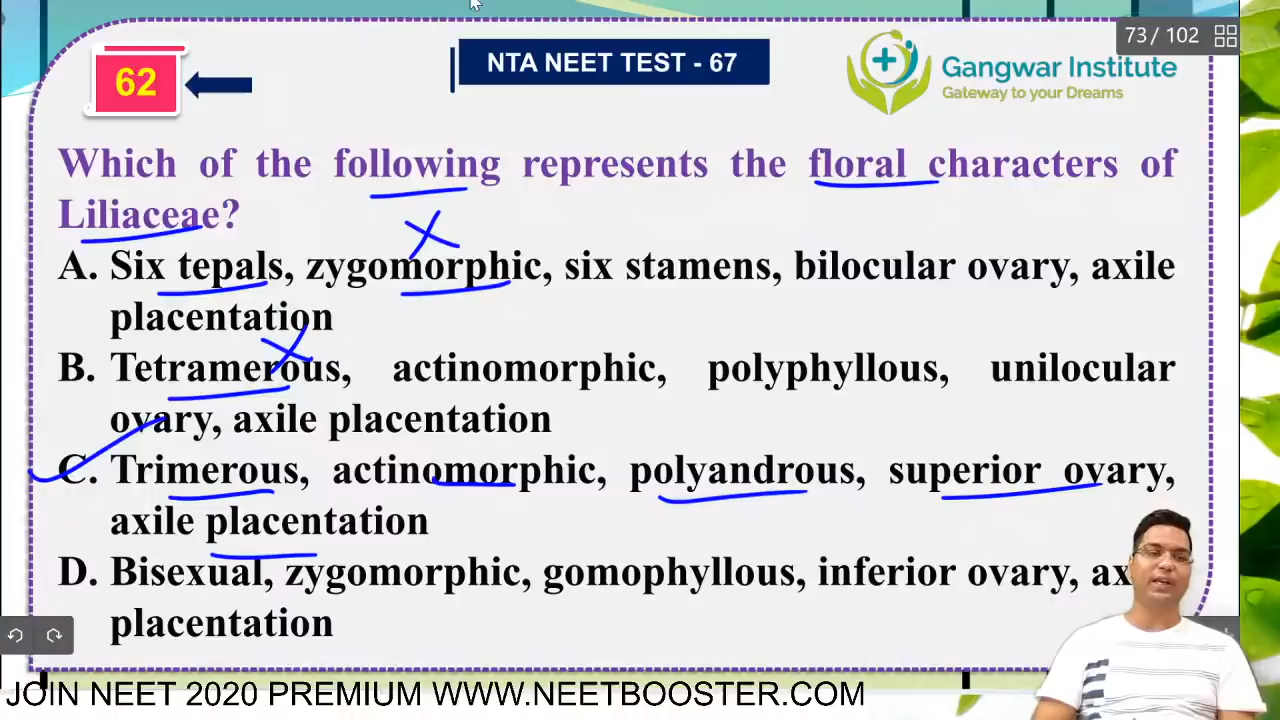 73 / 102
62
NTA NEET TEST - 67
Gangwar Institute
Gateway to your Dreams
Which of the following represents the floral characters of
Liliaceae?
A. Six tepals, zygomorphic, six stamens, bilocular ovary, axile
placentation
B. Tetramerous, actinomorphic, polyphyllous, unilocular
ovary, axile placentation
C. Trimerous, actinomorphic, polyandrous, superior ovary,
axile placentation
D. Bisexual, zygomorphic, gomophyllous, inferior ovary,
placentation
JOIN NEET 2020 PREMIUM WWW.NEETBOOSTER.COM